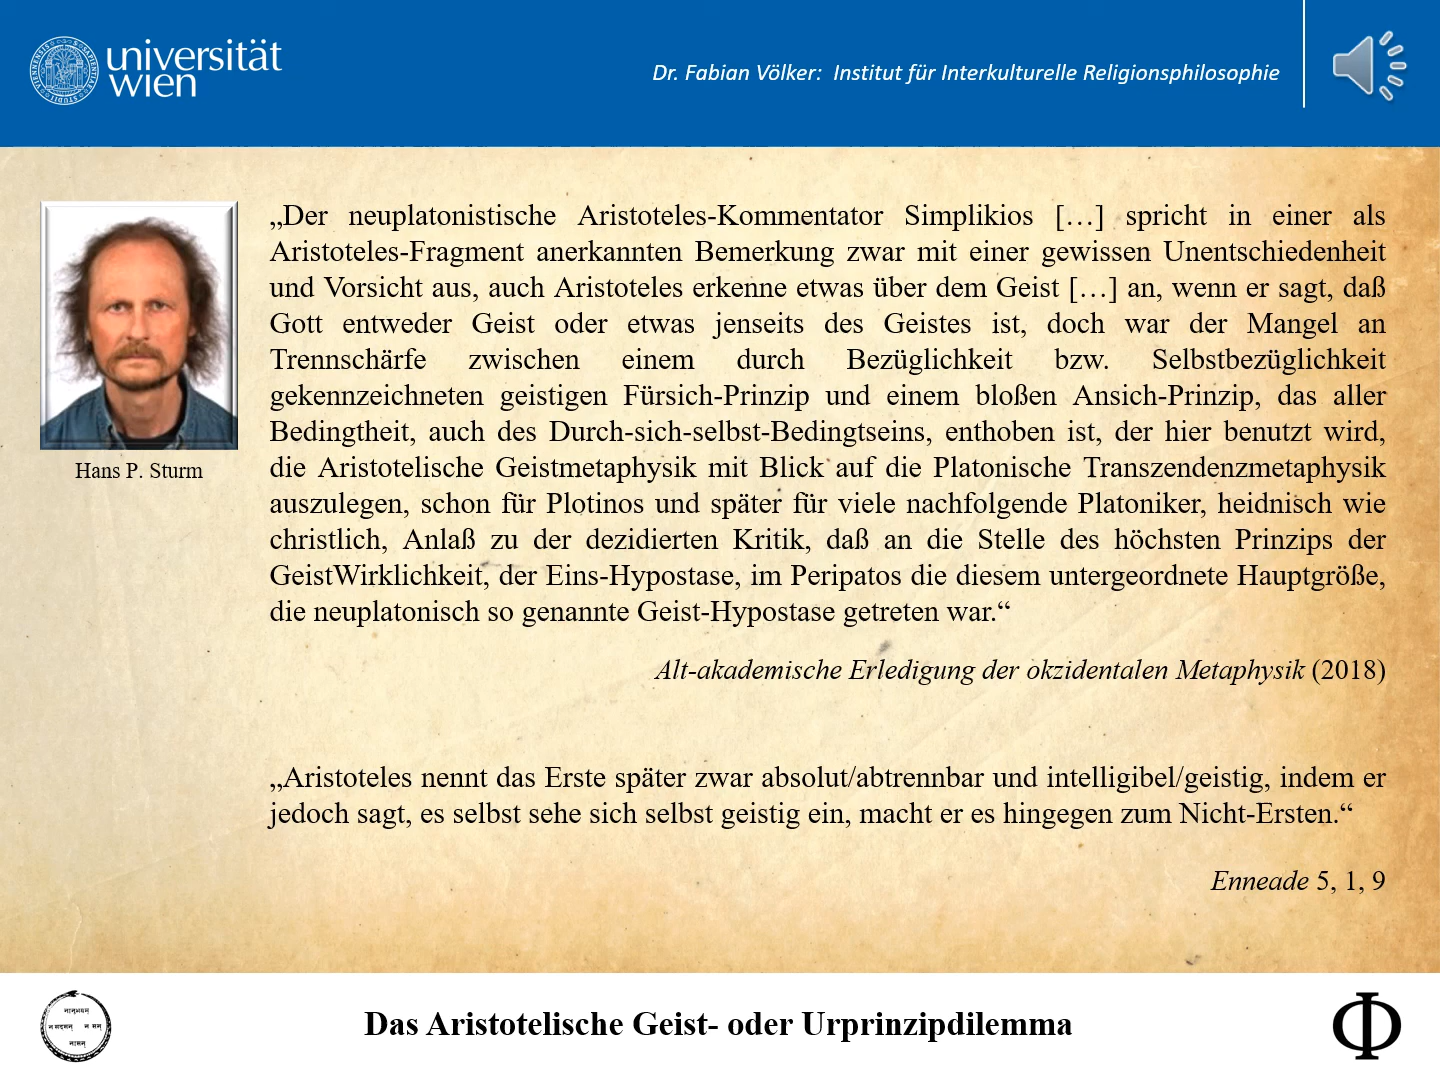 universität
wien
Dr. Fabian Völker: Institut für Interkulturelle Religionsphilosophie
„Der neuplatonistische Aristoteles-Kommentator Simplikios […] spricht in einer als
Aristoteles-Fragment anerkannten Bemerkung zwar mit einer gewissen Unentschiedenheit
und Vorsicht aus, auch Aristoteles erkenne etwas über dem Geist […] an, wenn er sagt, daß
Gott entweder Geist oder etwas jenseits des Geistes ist, doch war der Mangel an
Trennschärfe zwischen einem durch Bezüglichkeit bzw. Selbstbezüglichkeit
gekennzeichneten geistigen Fürsich-Prinzip und einem bloßen Ansich-Prinzip, das aller
Bedingtheit, auch des Durch-sich-selbst-Bedingtseins, enthoben ist, der hier benutzt wird,
die Aristotelische Geistmetaphysik mit Blick auf die Platonische Transzendenzmetaphysik
auszulegen, schon für Plotinos und später für viele nachfolgende Platoniker, heidnisch wie
christlich, Anlaß zu der dezidierten Kritik, daß an die Stelle des höchsten Prinzips der
GeistWirklichkeit, der Eins-Hypostase, im Peripatos die diesem untergeordnete Hauptgröße,
die neuplatonisch so genannte Geist-Hypostase getreten war.“
Hans P. Sturm
Alt-akademische Erledigung der okzidentalen Metaphysik (2018)
„Aristoteles nennt das Erste später zwar absolut/abtrennbar und intelligibel/geistig, indem er
jedoch sagt, es selbst sehe sich selbst geistig ein, macht er es hingegen zum Nicht-Ersten.“
Enneade 5, 1, 9
Das Aristotelische Geist- oder Urprinzipdilemma
Φ